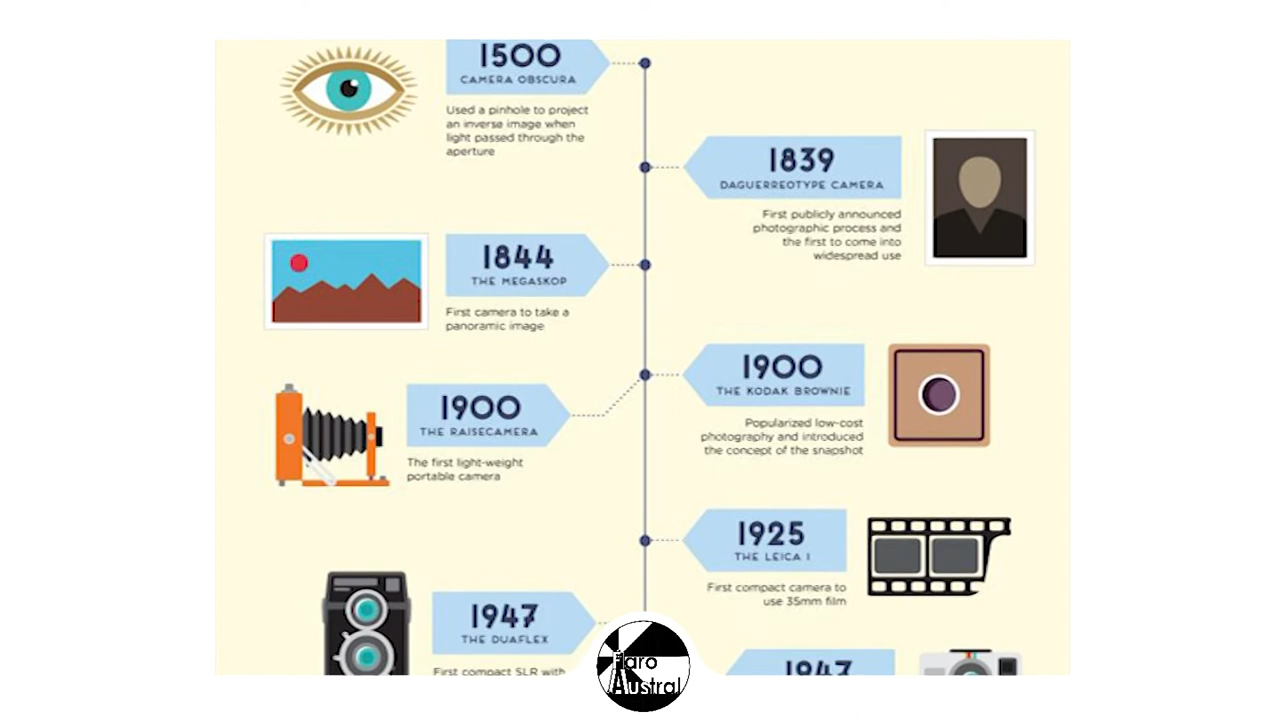 1500
CAMERA OBSCURA
Used a pinhole to project
an inverse image when
light passed through the
aperture
1839
DAGUERREOTYPE CAMERA
First publicly announced
photographic process and
the first to come into
widespread use
1844
THE MEGASKOP
First camera to take a
panoramic image
1900
THE KODAK BROWNIE
Popularized low-cost
photography and introduced
the concept of the snapshot
1900
THE RAISECAMERA
The first light-weight
portable camera
1925
THE LEICA I
First compact camera to
use 35mm film
1947
THE DUAFLEX
First compact SLR with
1947
Faro
Austral